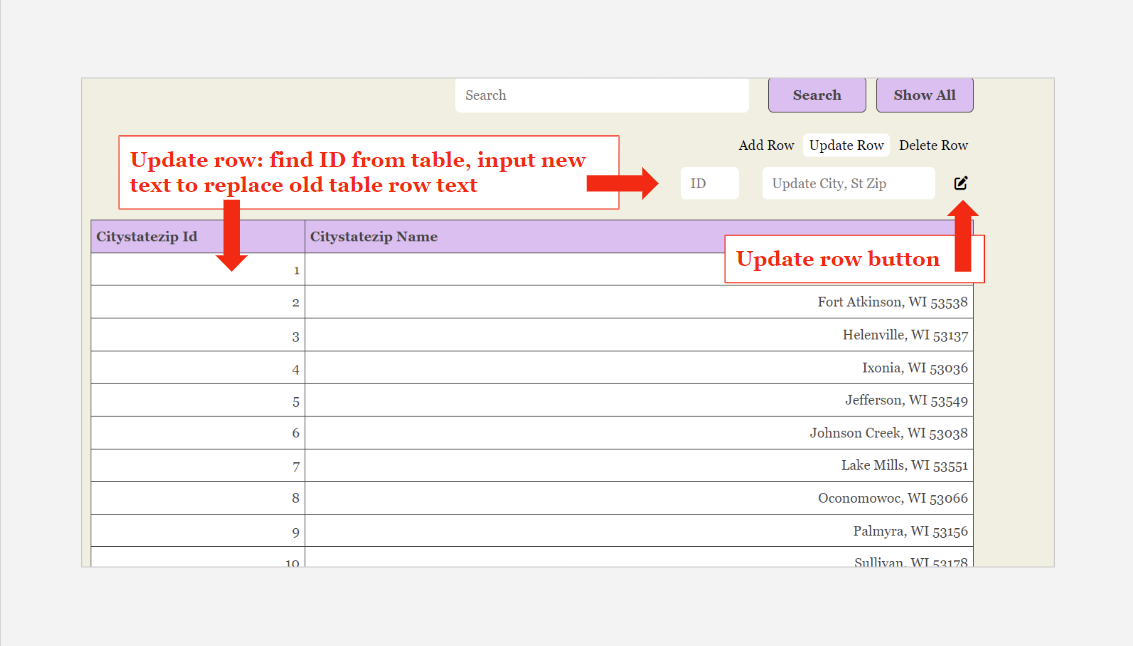 Search Search Show All
Add Row Update Row Delete Row
Update row: find ID from table, input new
text to replace old table row text
ID Update City, St Zip
Citystatezip Id Citystatezip Name
Update row button
1
2 Fort Atkinson, WI 53538
3 Helenville, WI 53137
4 Ixonia, WI 53036
5 Jefferson, WI 53549
6 Johnson Creek, WI 53038
7 Lake Mills, WI 53551
8 Oconomowoc, WI 53066
9 Palmyra, WI 53156
10 Sullivan, WI 53178